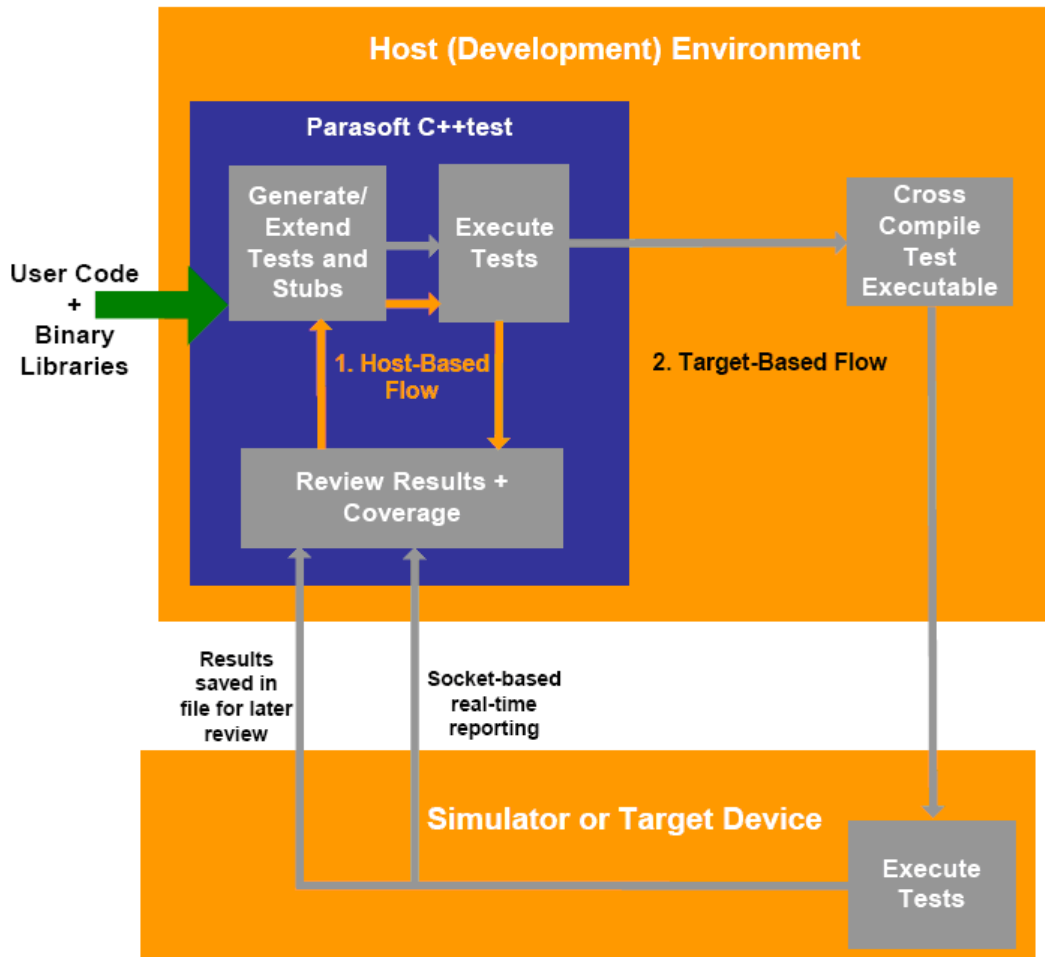 Host (Development) Environment
Parasoft C++test
Generate/
Extend
Tests and
Stubs
Execute
Tests
Cross
Compile
Test
Executable
User Code
+
Binary
Libraries
1. Host-Based
Flow
2. Target-Based Flow
Review Results +
Coverage
Results
saved in
file for later
review
Socket-based
real-time
reporting
Simulator or Target Device
Execute
Tests